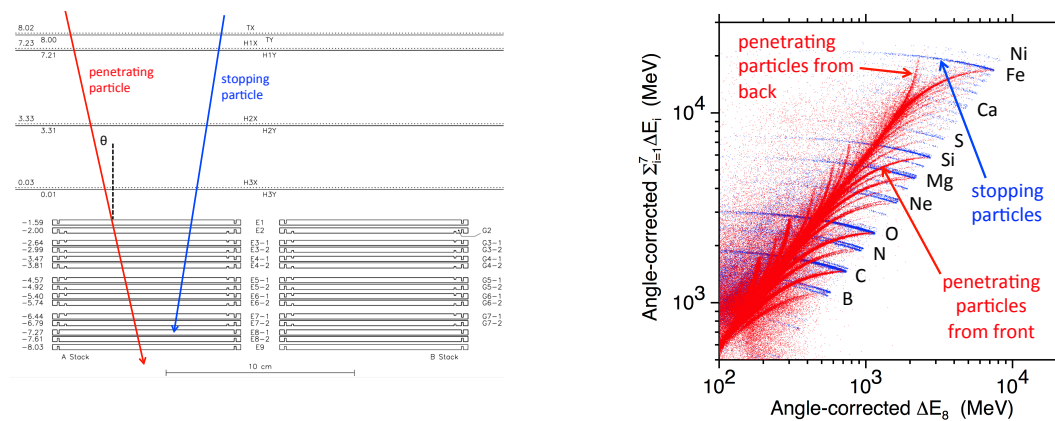 8.02
TX
8.00
TY
7.23
H1X
7.21
H1Y
penetrating
particle
stopping
particle
3.33
H2X
3.31
H2Y
θ
0.03
H3X
0.01
H3Y
−1.59
E1
−2.00
E2
G2
−2.64
E3−1
G3−1
−2.99
E3−2
G3−2
−3.47
E4−1
G4−1
−3.81
E4−2
G4−2
−4.57
E5−1
G5−1
−4.92
E5−2
G5−2
−5.40
E6−1
G6−1
−5.74
E6−2
G6−2
−6.44
E7−1
G7−1
−6.79
E7−2
G7−2
−7.27
E8−1
−7.61
E8−2
−8.03
E9
A Stack
B Stack
10 cm
Angle-corrected Σ⁷ᵢ₌₁ΔEᵢ (MeV)
10⁴
10³
penetrating
particles from
back
Ni
Fe
Ca
S
Si
Mg
Ne
O
N
C
B
stopping
particles
penetrating
particles
from front
10² 10³ 10⁴
Angle-corrected ΔE₈ (MeV)